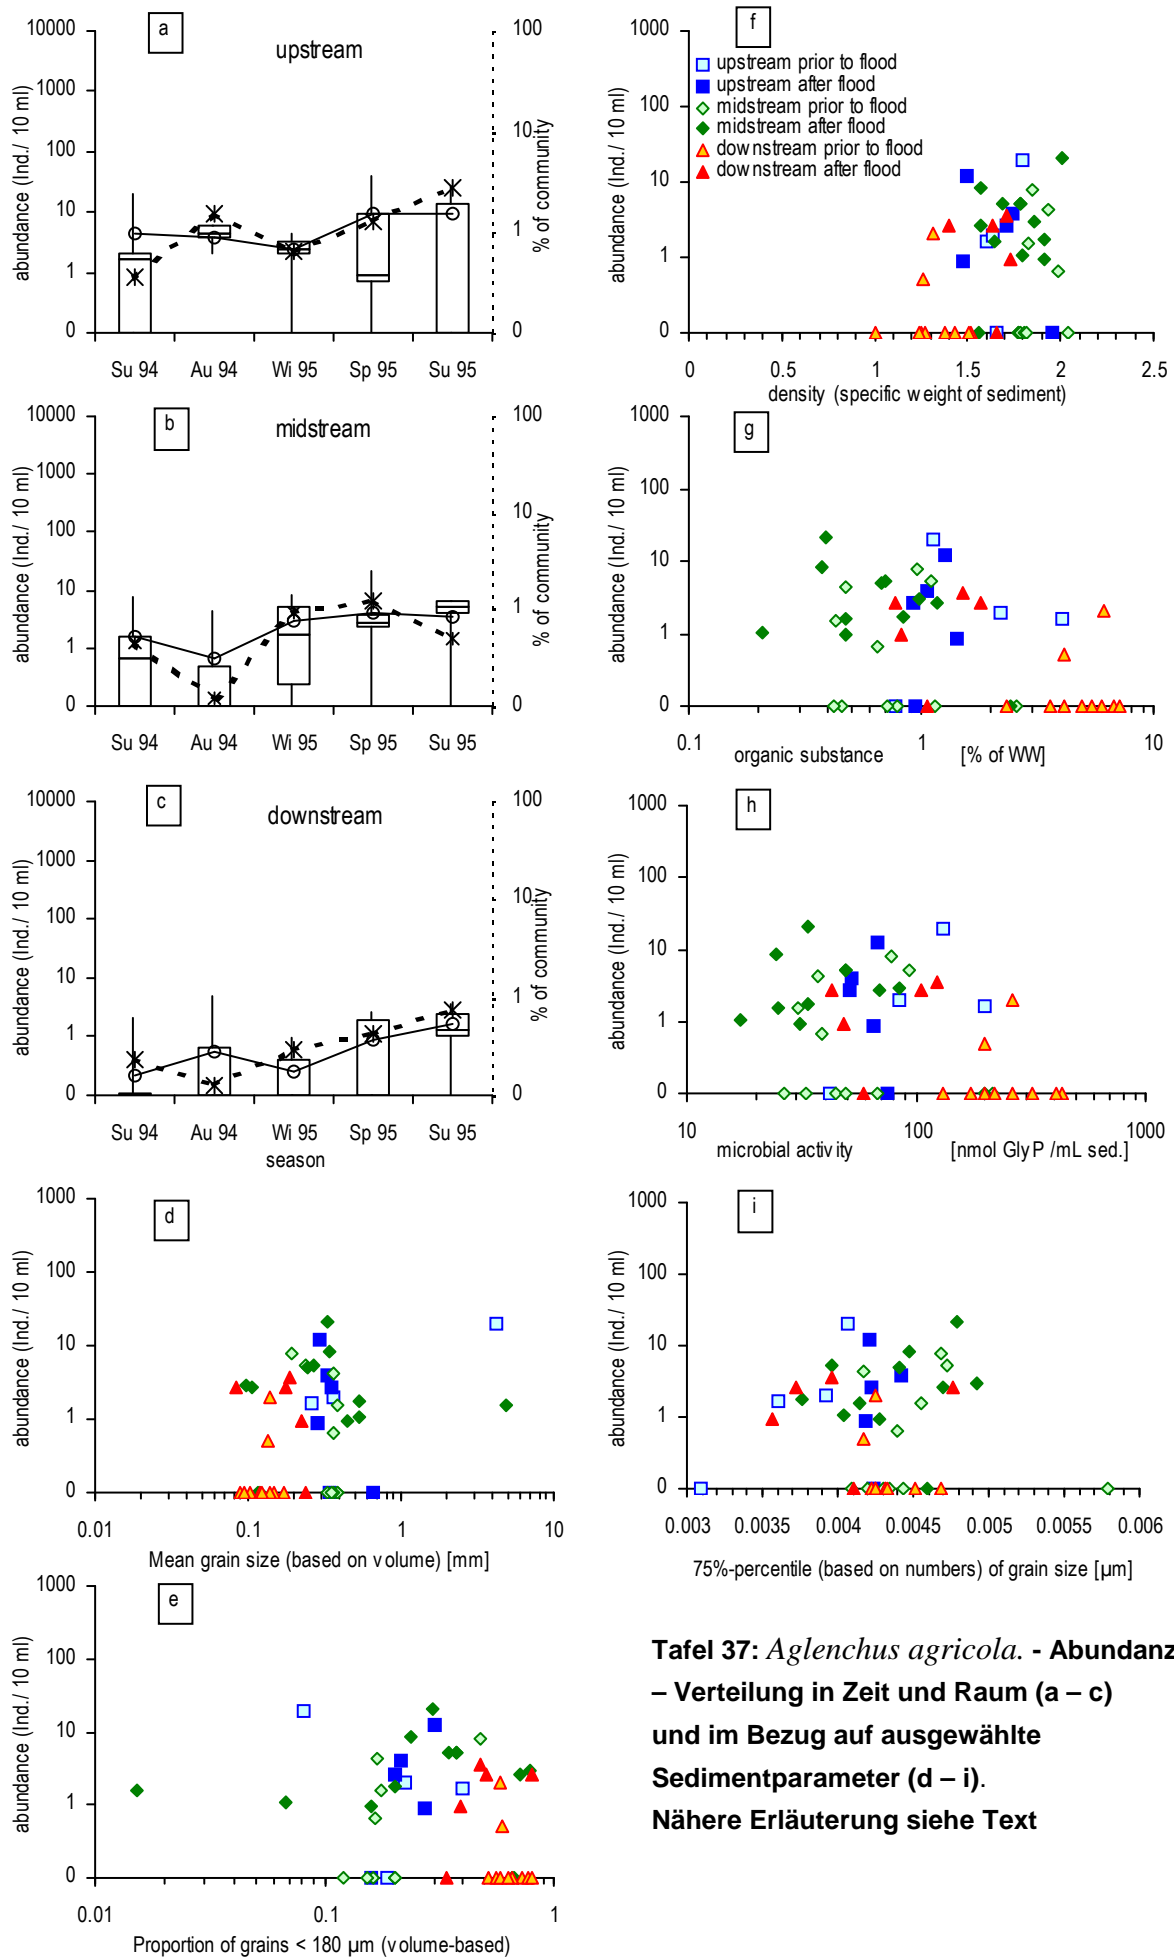 a
upstream
10000
1000
100
10
1
0
abundance (Ind./ 10 ml)
100
10
1
0
% of community
Su 94 Au 94 Wi 95 Sp 95 Su 95
b
midstream
10000
1000
100
10
1
0
abundance (Ind./ 10 ml)
100
10
1
0
% of community
Su 94 Au 94 Wi 95 Sp 95 Su 95
c
downstream
10000
1000
100
10
1
0
abundance (Ind./ 10 ml)
100
10
1
0
% of community
Su 94 Au 94 Wi 95 Sp 95 Su 95
season
d
1000
100
10
1
0
abundance (Ind./ 10 ml)
0.01 0.1 1 10
Mean grain size (based on volume) [mm]
e
1000
100
10
1
0
abundance (Ind./ 10 ml)
0.01 0.1 1
Proportion of grains < 180 µm (volume-based)
f
1000
100
10
1
0
abundance (Ind./ 10 ml)
upstream prior to flood
upstream after flood
midstream prior to flood
midstream after flood
downstream prior to flood
downstream after flood
0 0.5 1 1.5 2 2.5
density (specific weight of sediment)
g
1000
100
10
1
0
abundance (Ind./ 10 ml)
0.1 1 10
organic substance [% of WW]
h
1000
100
10
1
0
abundance (Ind./ 10 ml)
10 100 1000
microbial activity [nmol GlyP /mL sed.]
i
1000
100
10
1
0
abundance (Ind./ 10 ml)
0.003 0.0035 0.004 0.0045 0.005 0.0055 0.006
75%-percentile (based on numbers) of grain size [µm]
Tafel 37: Aglenchus agricola. - Abundanz
– Verteilung in Zeit und Raum (a – c)
und im Bezug auf ausgewählte
Sedimentparameter (d – i).
Nähere Erläuterung siehe Text